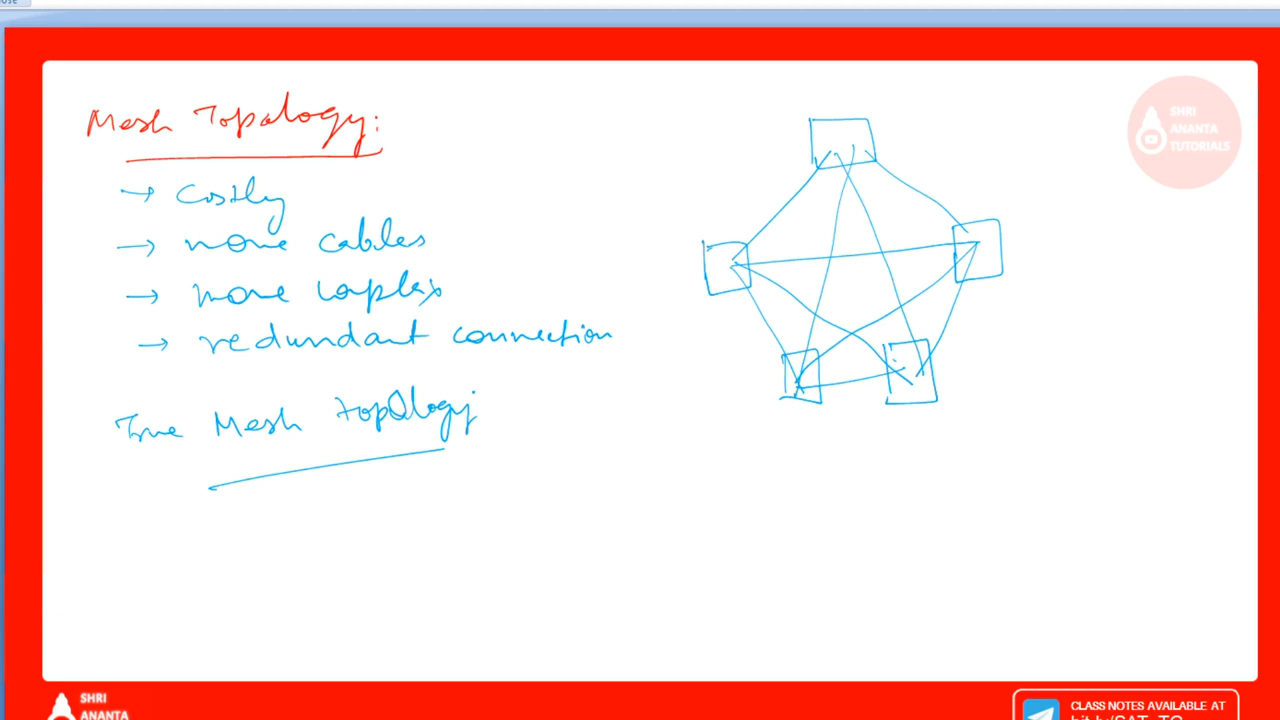 Mesh Topology:
→ Costly
→ more cables
→ more complex
→ redundant connection
True Mesh topology
SHRI
ANANTA
TUTORIALS
SHRI
ANANTA
CLASS NOTES AVAILABLE AT